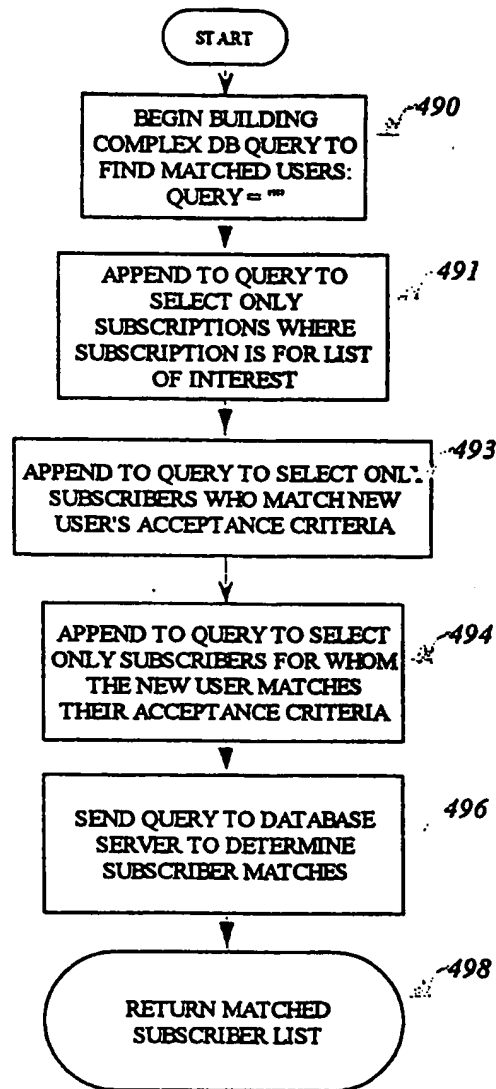 START
BEGIN BUILDING
COMPLEX DB QUERY TO
FIND MATCHED USERS:
QUERY = ""
490
APPEND TO QUERY TO
SELECT ONLY
SUBSCRIPTIONS WHERE
SUBSCRIPTION IS FOR LIST
OF INTEREST
491
APPEND TO QUERY TO SELECT ONLY
SUBSCRIBERS WHO MATCH NEW
USER'S ACCEPTANCE CRITERIA
493
APPEND TO QUERY TO SELECT
ONLY SUBSCRIBERS FOR WHOM
THE NEW USER MATCHES
THEIR ACCEPTANCE CRITERIA
494
SEND QUERY TO DATABASE
SERVER TO DETERMINE
SUBSCRIBER MATCHES
496
RETURN MATCHED
SUBSCRIBER LIST
498